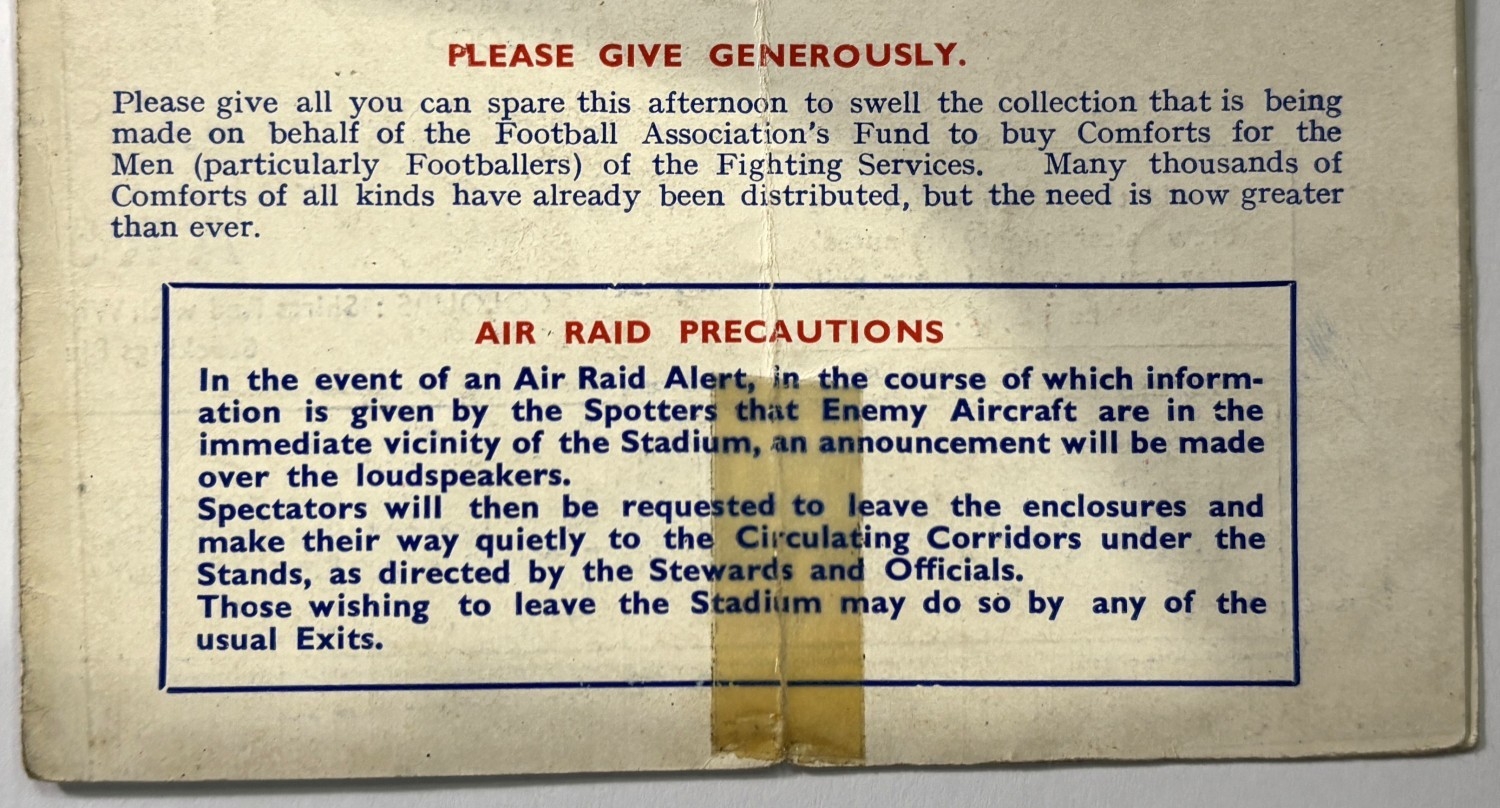 PLEASE GIVE GENEROUSLY.
Please give all you can spare this afternoon to swell the collection that is being
made on behalf of the Football Association's Fund to buy Comforts for the
Men (particularly Footballers) of the Fighting Services. Many thousands of
Comforts of all kinds have already been distributed, but the need is now greater
than ever.
AIR RAID PRECAUTIONS
In the event of an Air Raid Alert, in the course of which inform-
ation is given by the Spotters that Enemy Aircraft are in the
immediate vicinity of the Stadium, an announcement will be made
over the loudspeakers.
Spectators will then be requested to leave the enclosures and
make their way quietly to the Circulating Corridors under the
Stands, as directed by the Stewards and Officials.
Those wishing to leave the Stadium may do so by any of the
usual Exits.